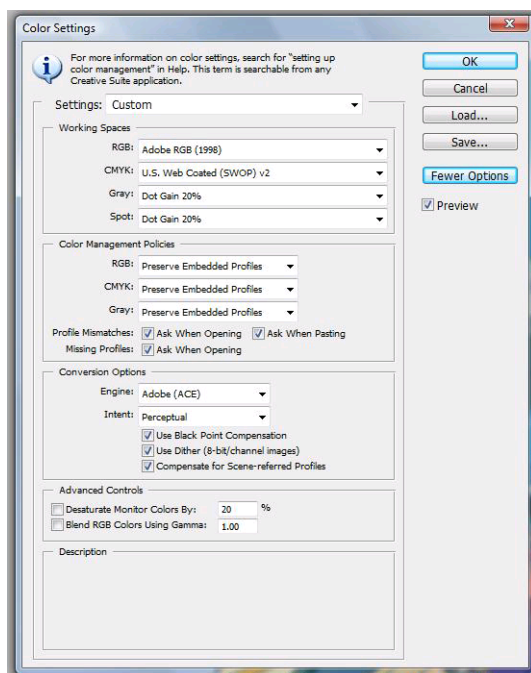 Color Settings
For more information on color settings, search for "setting up
color management" in Help. This term is searchable from any
Creative Suite application.
OK
Cancel
Load...
Save...
Fewer Options
Preview
Settings: Custom
Working Spaces
RGB: Adobe RGB (1998)
CMYK: U.S. Web Coated (SWOP) v2
Gray: Dot Gain 20%
Spot: Dot Gain 20%
Color Management Policies
RGB: Preserve Embedded Profiles
CMYK: Preserve Embedded Profiles
Gray: Preserve Embedded Profiles
Profile Mismatches: Ask When Opening Ask When Pasting
Missing Profiles: Ask When Opening
Conversion Options
Engine: Adobe (ACE)
Intent: Perceptual
Use Black Point Compensation
Use Dither (8-bit/channel images)
Compensate for Scene-referred Profiles
Advanced Controls
Desaturate Monitor Colors By: 20 %
Blend RGB Colors Using Gamma: 1.00
Description